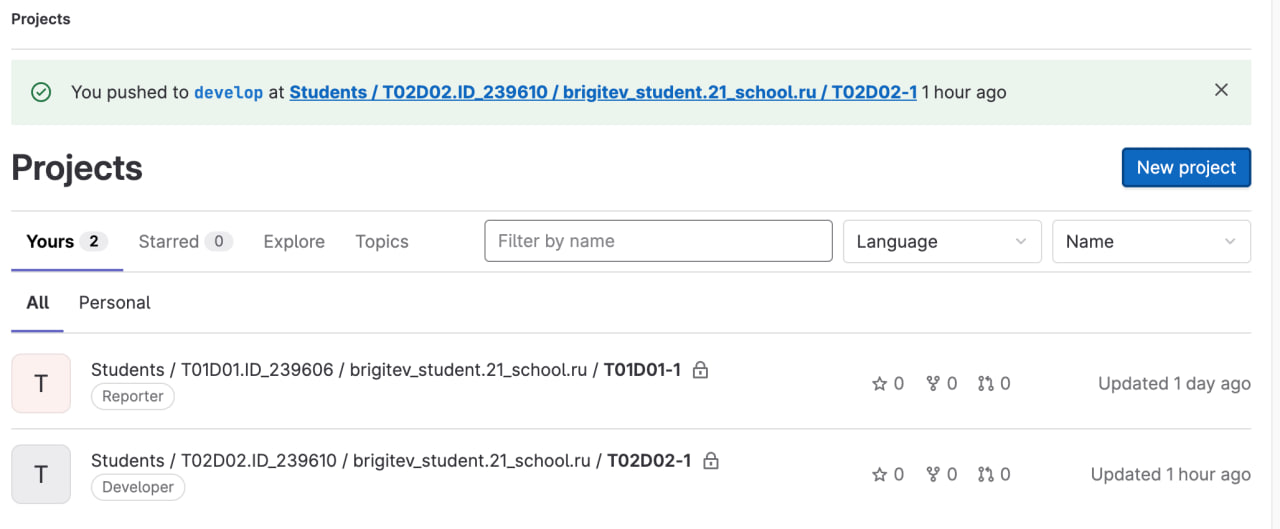 Projects
You pushed to develop at Students / T02D02.ID_239610 / brigitev_student.21_school.ru / T02D02-1 1 hour ago
Projects
New project
Yours 2 Starred 0 Explore Topics Filter by name Language Name
All Personal
T Students / T01D01.ID_239606 / brigitev_student.21_school.ru / T01D01-1
Reporter
0 0 0 Updated 1 day ago
T Students / T02D02.ID_239610 / brigitev_student.21_school.ru / T02D02-1
Developer
0 0 0 Updated 1 hour ago